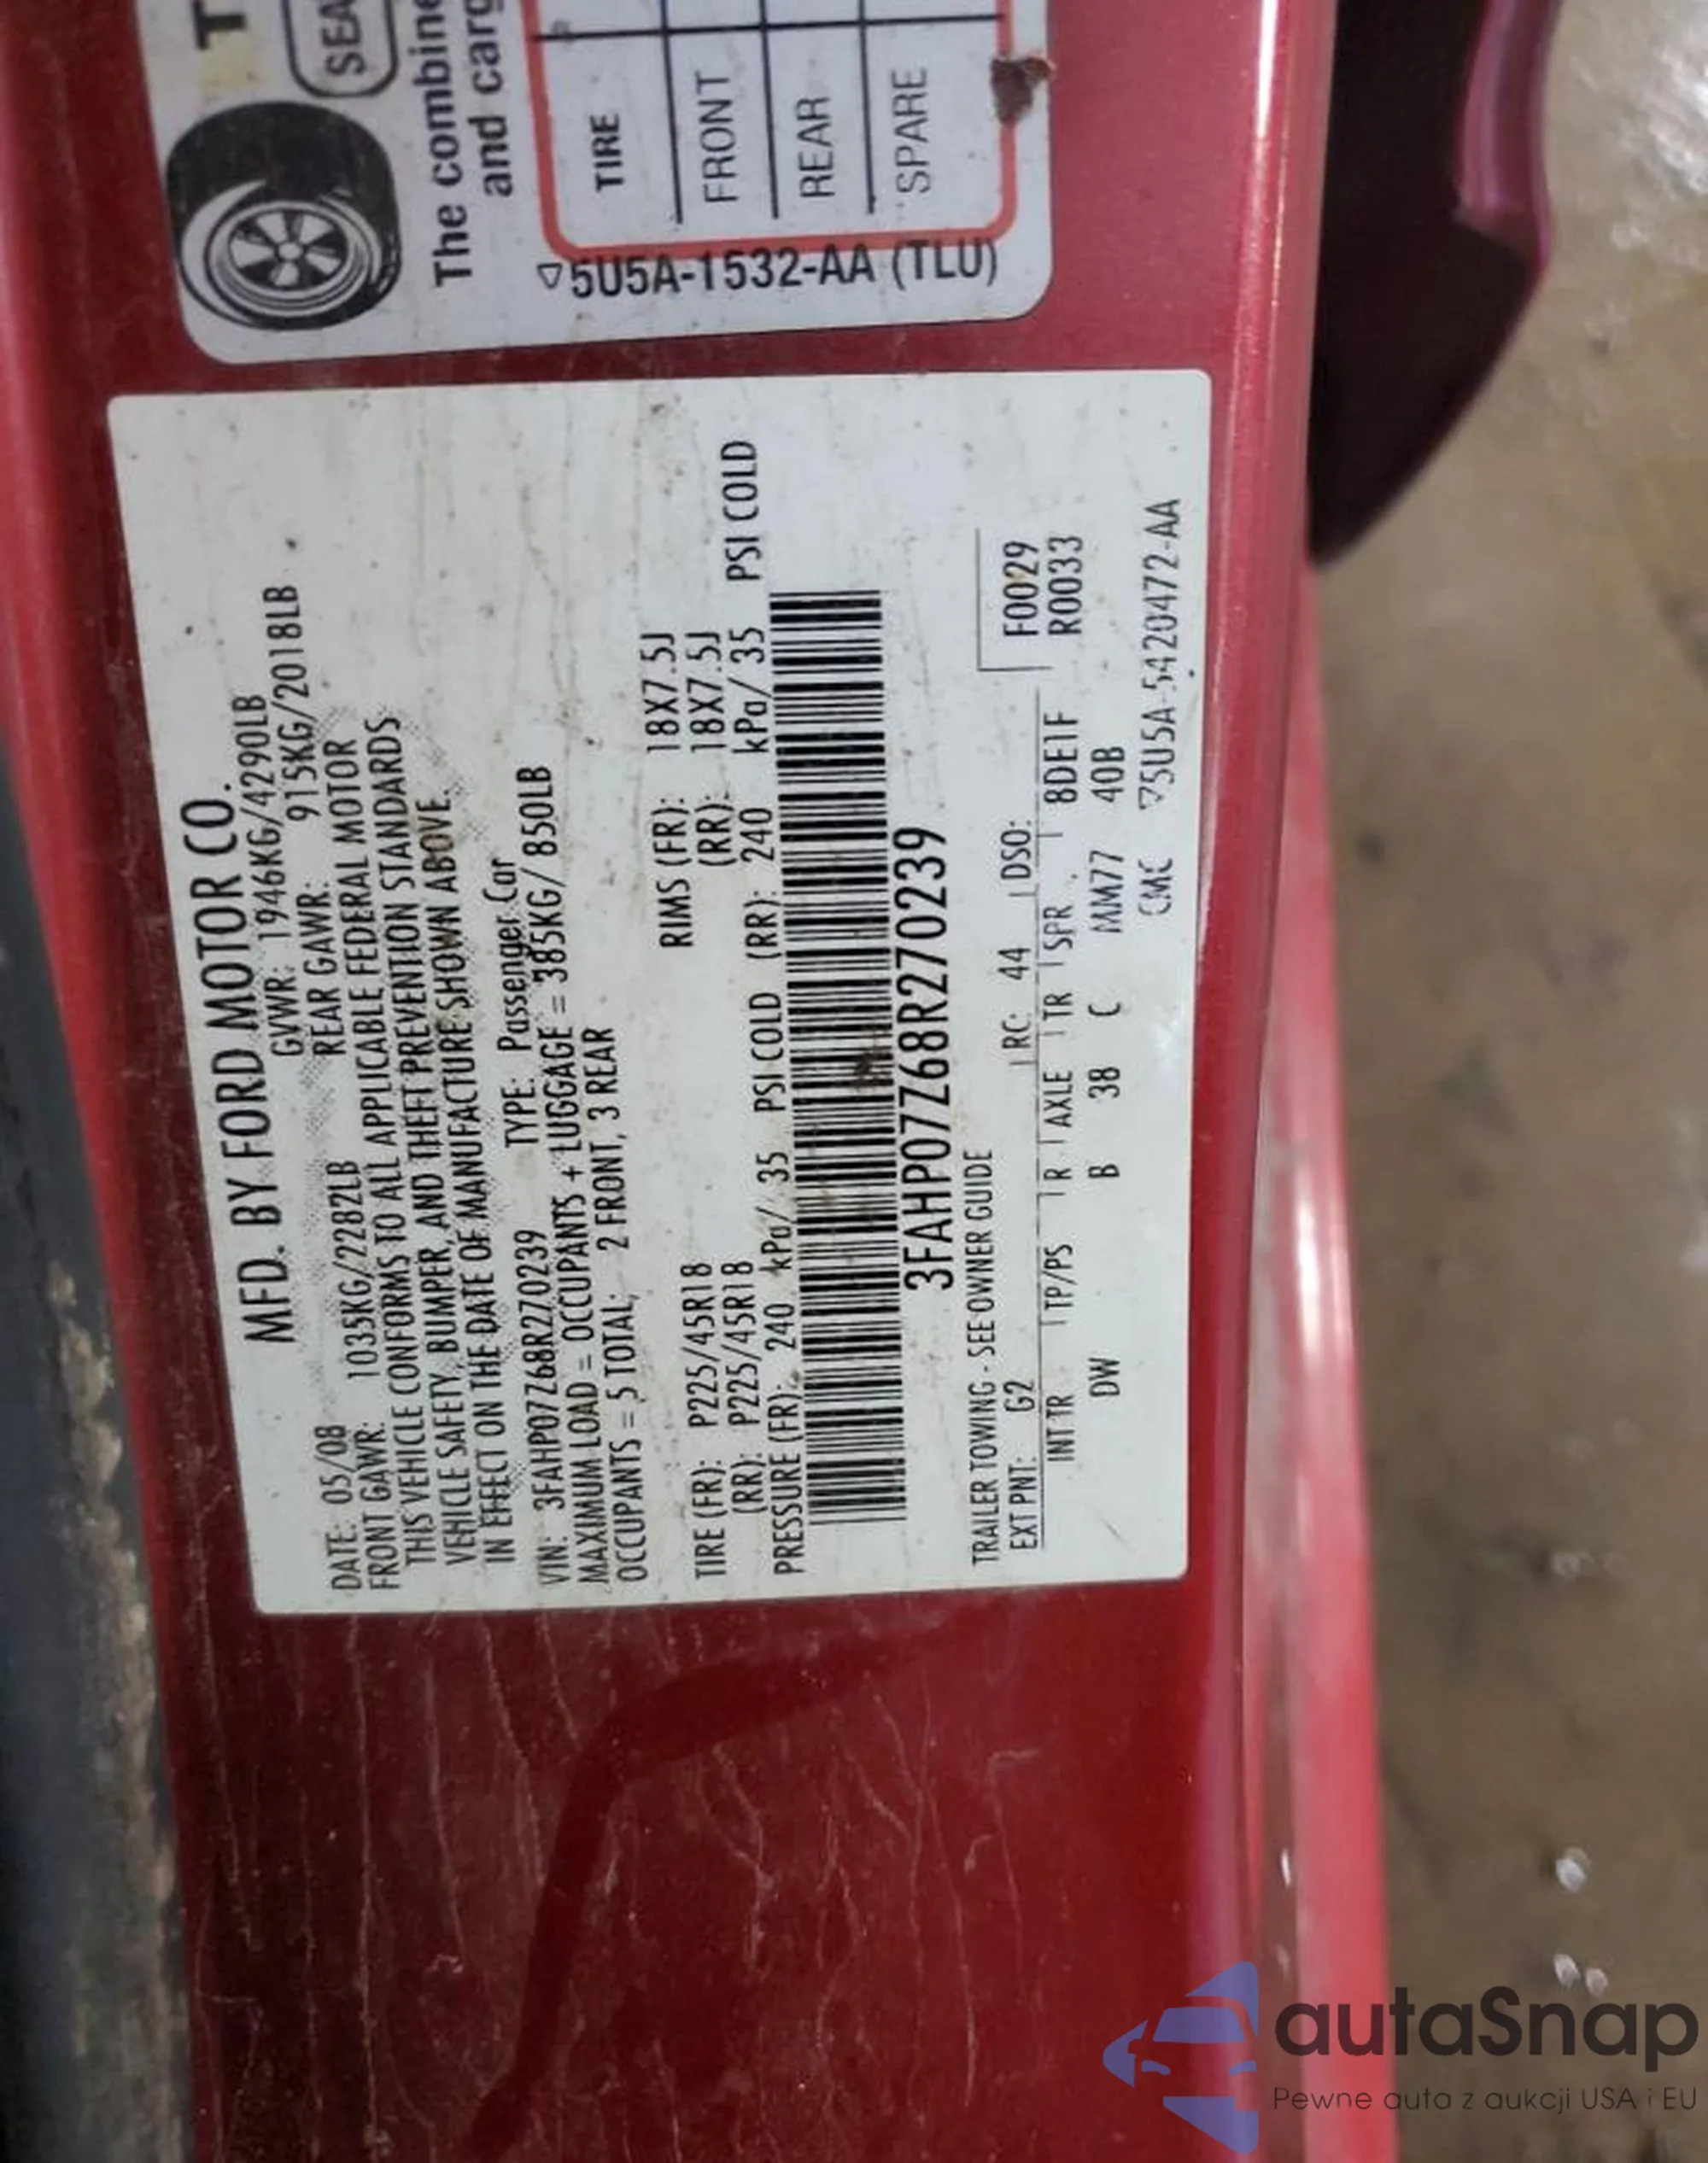 MFD. BY FORD MOTOR CO.
DATE: 05/08 GVWR: 1946KG/4290LB
FRONT GAWR: 1035KG/2282LB REAR GAWR: 915KG/2018LB
THIS VEHICLE CONFORMS TO ALL APPLICABLE FEDERAL MOTOR
VEHICLE SAFETY, BUMPER, AND THEFT PREVENTION STANDARDS
IN EFFECT ON THE DATE OF MANUFACTURE SHOWN ABOVE.
VIN: 3FAHP07Z68R270239 TYPE: Passenger Car
MAXIMUM LOAD = OCCUPANTS + LUGGAGE = 385KG/ 850LB
OCCUPANTS = 5 TOTAL; 2 FRONT, 3 REAR
TIRE (FR): P225/45R18 RIMS (FR): 18X7.5J
(RR): P225/45R18 (RR): 18X7.5J
PRESSURE (FR): 240 kPa/ 35 PSI COLD (RR): 240 kPa/ 35 PSI COLD
3FAHP07Z68R270239
TRAILER TOWING - SEE OWNER GUIDE
EXT PNT: G2 RC: 44 DSO:
F0029
R0033
INT TR TP/PS R AXLE TR SPR 8DE1F
DW B 38 C MM77 40B
CMC ▽5U5A-5420472-AA
T
SEA
The combine
and carg
TIRE
FRONT
REAR
SPARE
▽5U5A-1532-AA (TLU)
autaSnap
Pewne auta z aukcji USA i EU